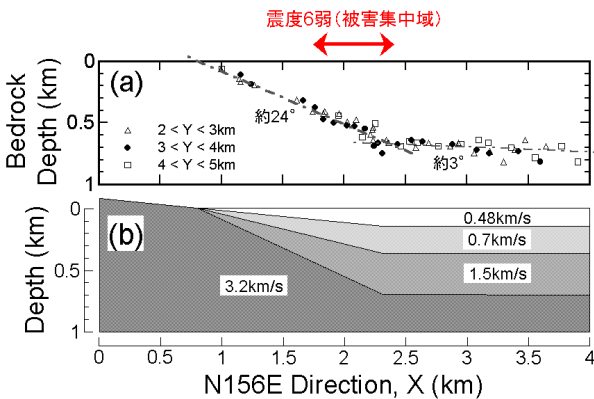 震度6弱(被害集中域)
0
(a)
0.5
1
Bedrock
Depth (km)
約24°
約3°
△ 2 < Y < 3km
◆ 3 < Y < 4km
□ 4 < Y < 5km
0
(b)
0.5
1
Depth (km)
0.48km/s
0.7km/s
1.5km/s
3.2km/s
0 0.5 1 1.5 2 2.5 3 3.5 4
N156E Direction, X (km)